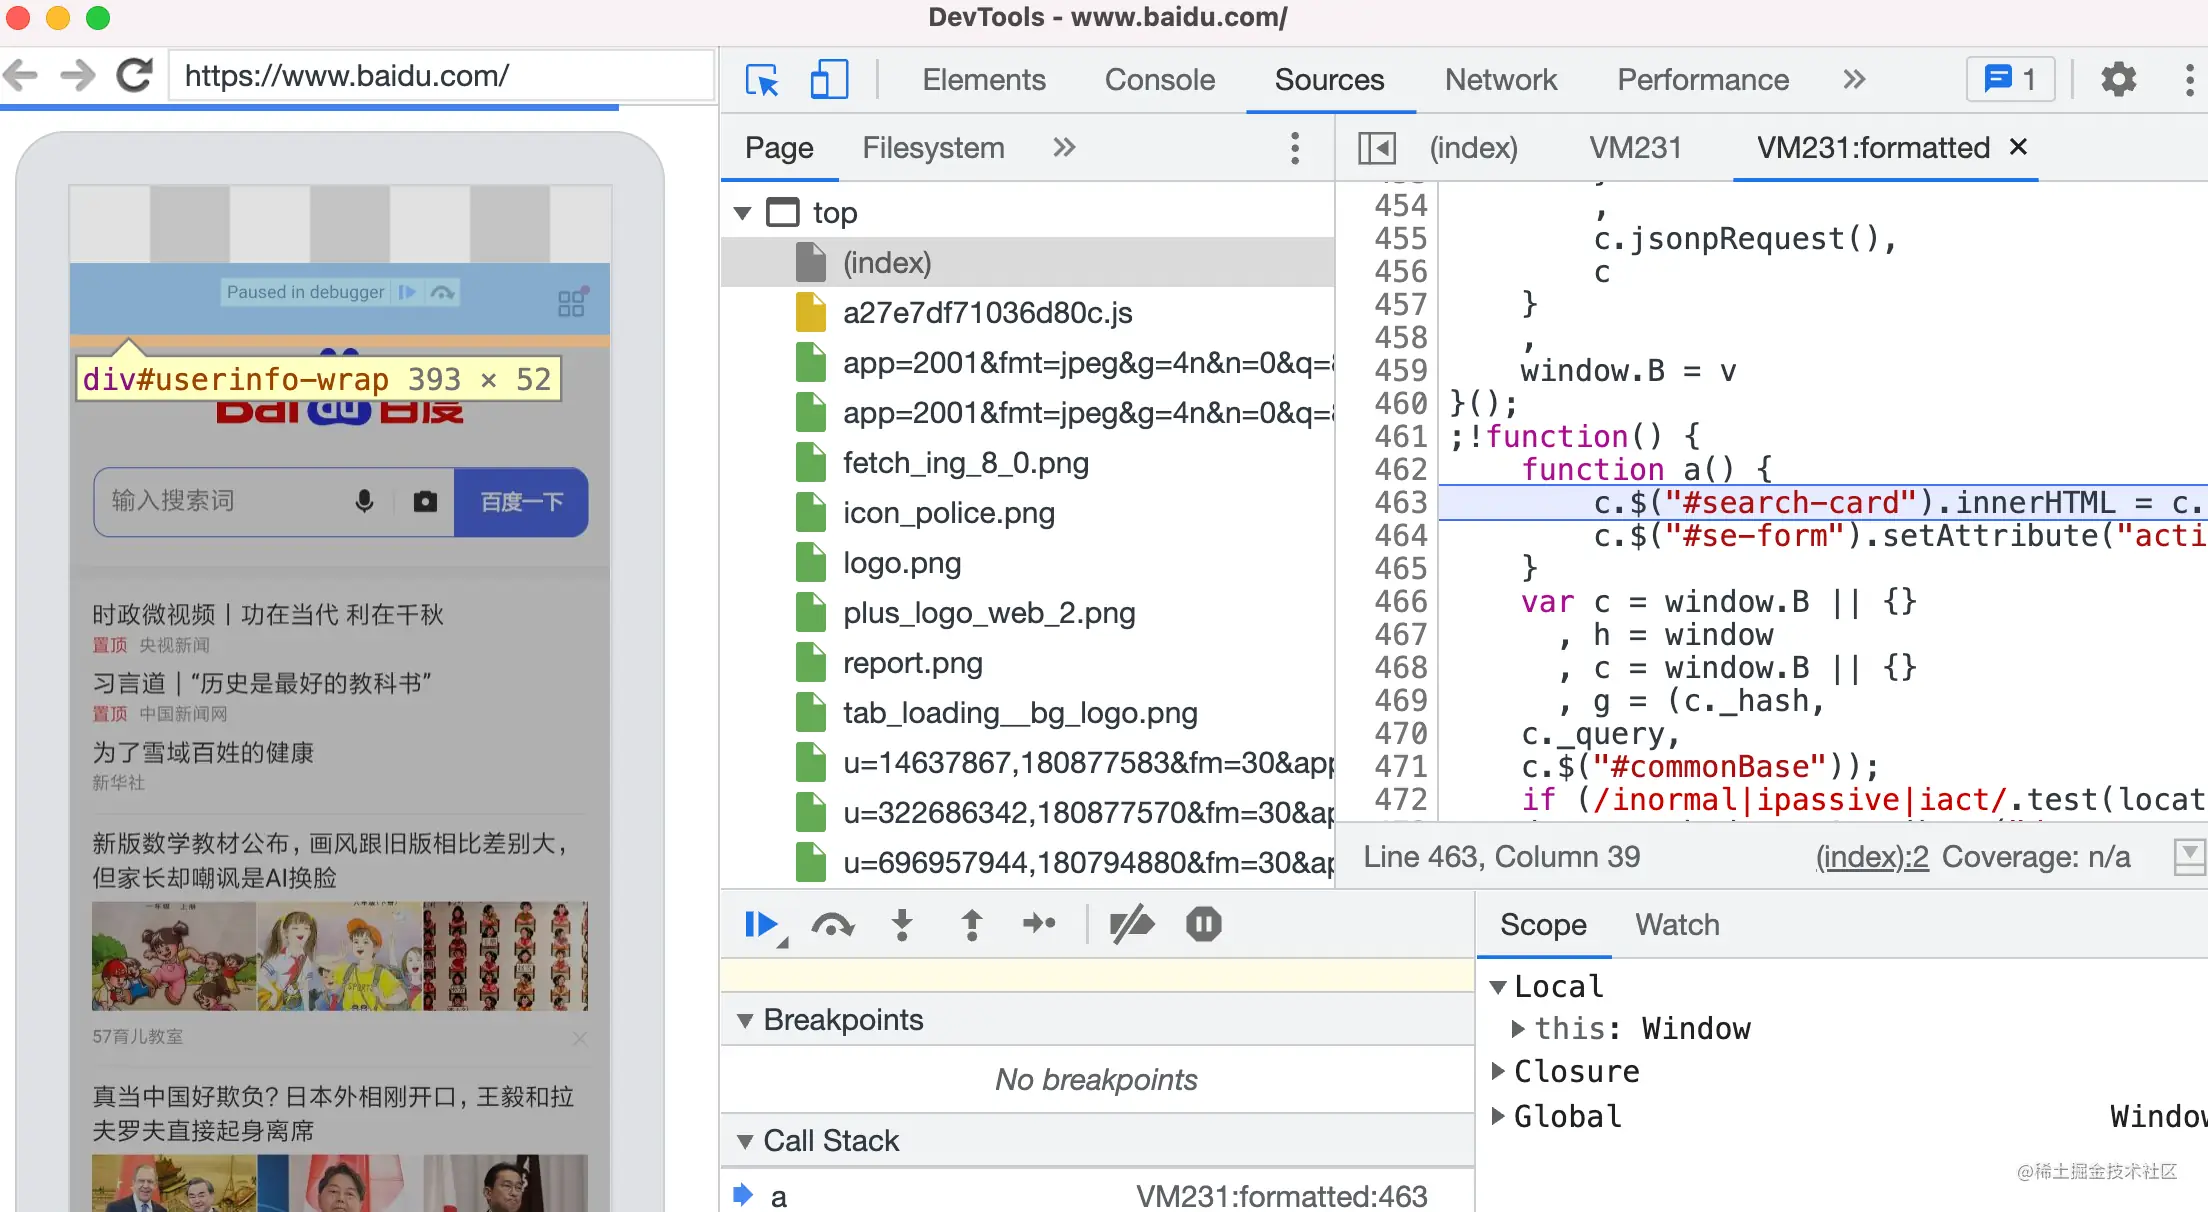 DevTools - www.baidu.com/
https://www.baidu.com/
Elements Console Sources Network Performance » 1
Page Filesystem »
(index) VM231 VM231:formatted ×
Paused in debugger
div#userinfo-wrap 393 × 52
Bai du 百度
输入搜索词 百度一下
时政微视频丨功在当代 利在千秋
置顶 央视新闻
习言道｜“历史是最好的教科书”
置顶 中国新闻网
为了雪域百姓的健康
新华社
新版数学教材公布，画风跟旧版相比差别大，
但家长却嘲讽是AI换脸
57育儿教室
真当中国好欺负？日本外相刚开口，王毅和拉
夫罗夫直接起身离席
top
(index)
a27e7df71036d80c.js
app=2001&fmt=jpeg&g=4n&n=0&q=
app=2001&fmt=jpeg&g=4n&n=0&q=
fetch_ing_8_0.png
icon_police.png
logo.png
plus_logo_web_2.png
report.png
tab_loading__bg_logo.png
u=14637867,180877583&fm=30&app
u=322686342,180877570&fm=30&ap
u=696957944,180794880&fm=30&ap
454 ,
455 c.jsonpRequest(),
456 c
457 }
458 ,
459 window.B = v
460 }();
461 ;!function() {
462 function a() {
463 c.$("#search-card").innerHTML = c.
464 c.$("#se-form").setAttribute("acti
465 }
466 var c = window.B || {}
467 , h = window
468 , c = window.B || {}
469 , g = (c._hash,
470 c._query,
471 c.$("#commonBase"));
472 if (/inormal|ipassive|iact/.test(locat
Line 463, Column 39 (index):2 Coverage: n/a
Breakpoints
No breakpoints
Call Stack
a VM231:formatted:463
Scope Watch
Local
this: Window
Closure
Global Window
@稀土掘金技术社区